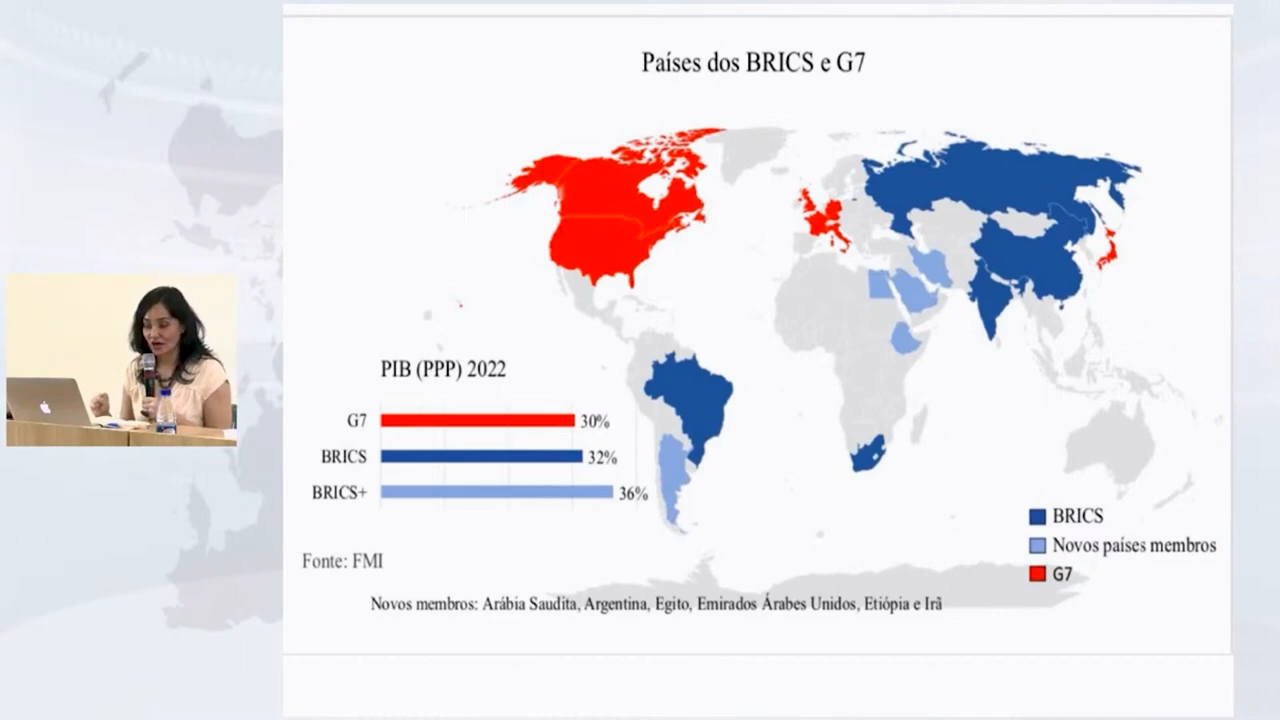 Países dos BRICS e G7
PIB (PPP) 2022
G7 30%
BRICS 32%
BRICS+ 36%
BRICS
Novos países membros
G7
Fonte: FMI
Novos membros: Arábia Saudita, Argentina, Egito, Emirados Árabes Unidos, Etiópia e Irã